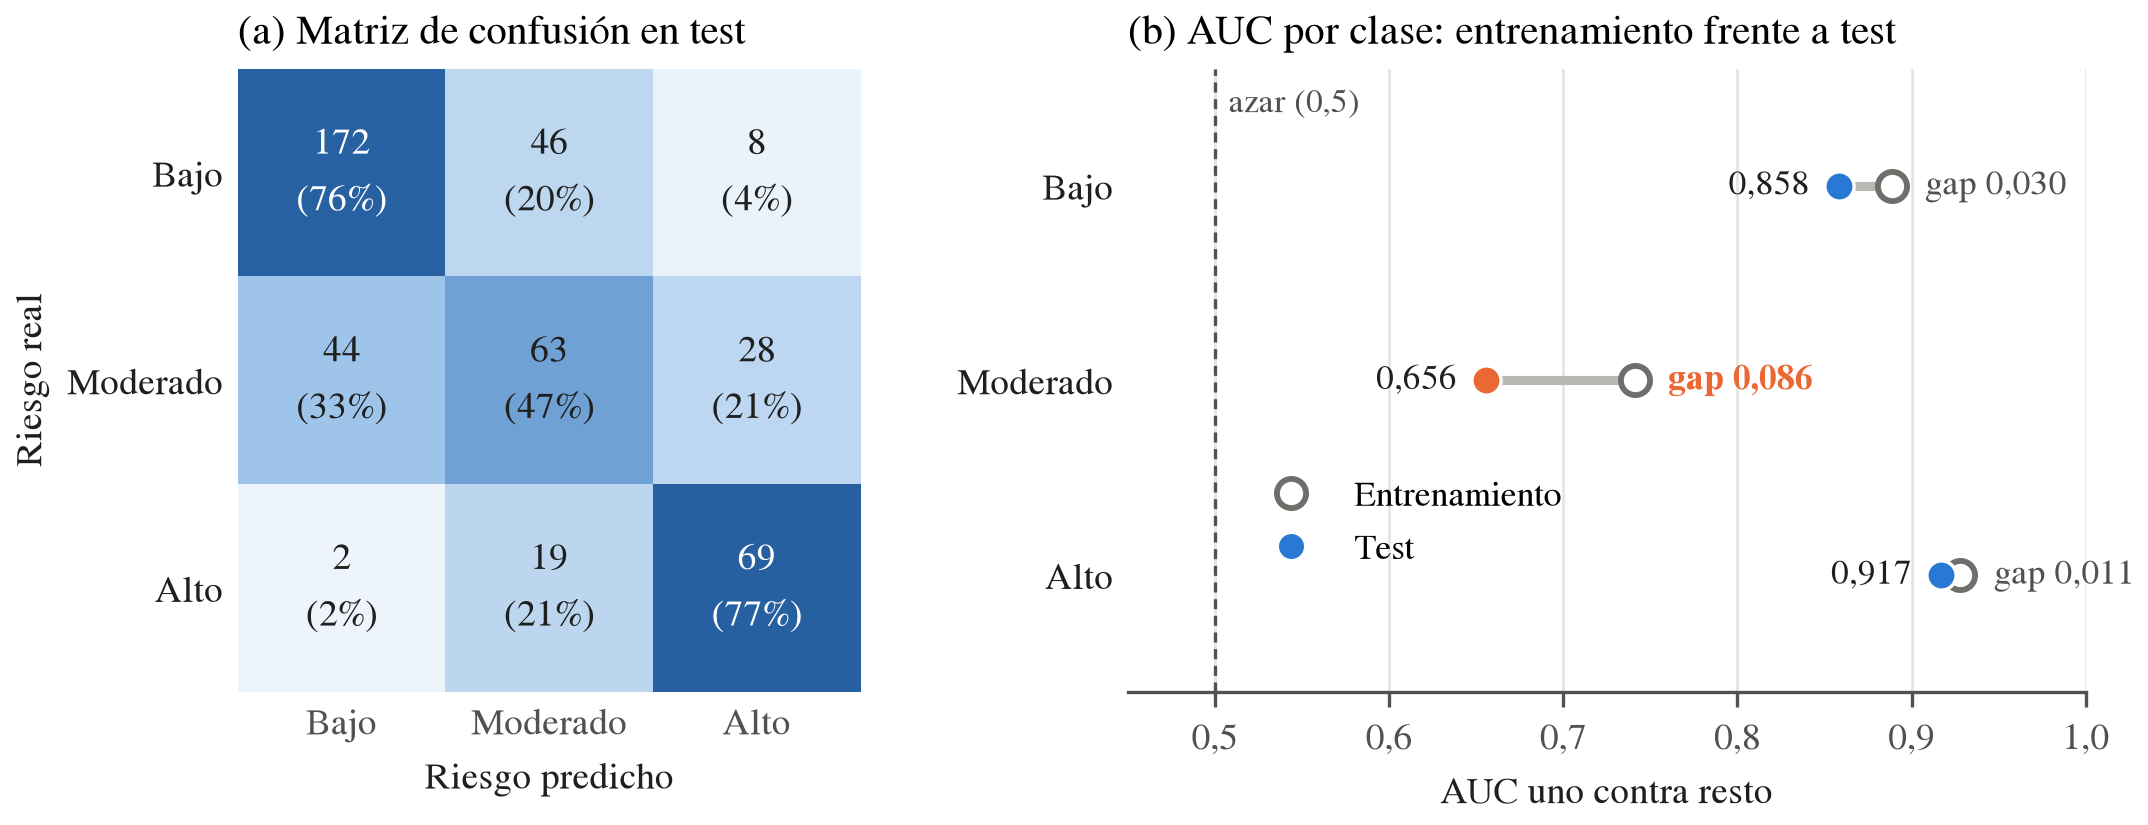 (a) Matriz de confusión en test
Riesgo real
Bajo
172
(76%)
46
(20%)
8
(4%)
Moderado
44
(33%)
63
(47%)
28
(21%)
Alto
2
(2%)
19
(21%)
69
(77%)
Bajo
Moderado
Alto
Riesgo predicho
(b) AUC por clase: entrenamiento frente a test
azar (0,5)
Bajo
0,858
gap 0,030
Moderado
0,656
gap 0,086
Entrenamiento
Test
Alto
0,917
gap 0,011
0,5
0,6
0,7
0,8
0,9
1,0
AUC uno contra resto